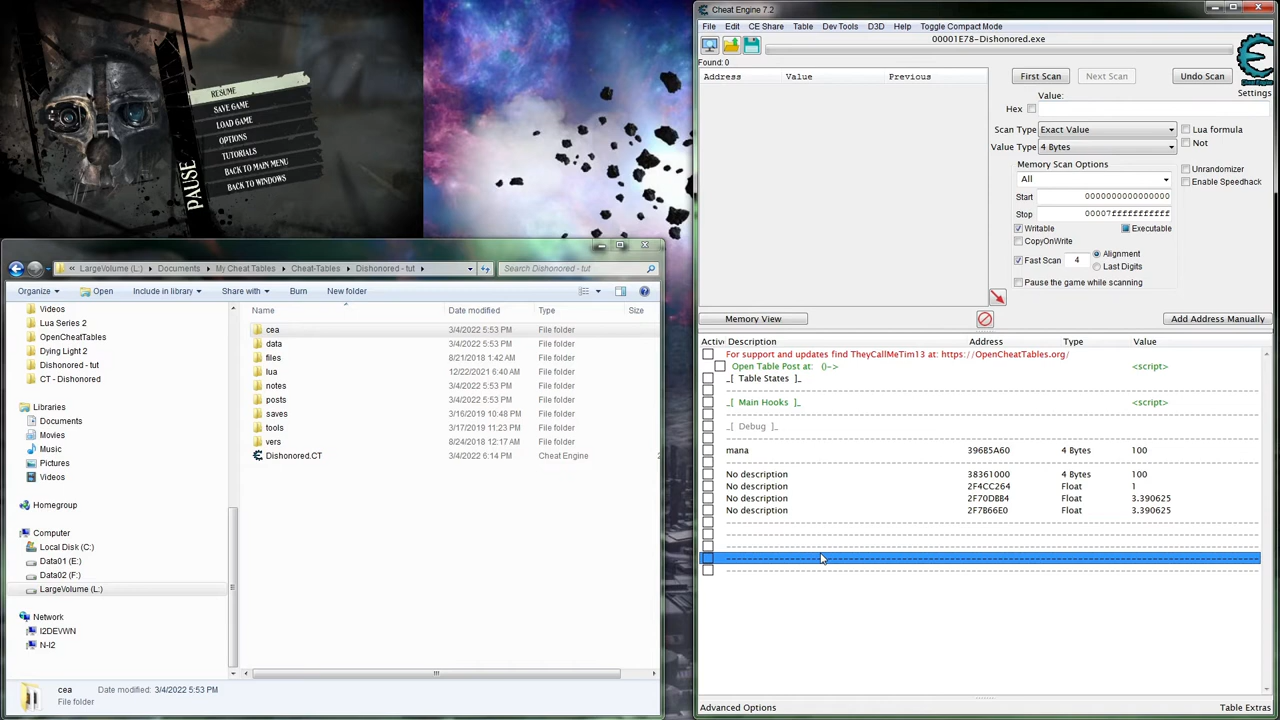 RESUME
SAVE GAME
LOAD GAME
OPTIONS
TUTORIALS
BACK TO MAIN MENU
BACK TO WINDOWS
PAUSE
Cheat Engine 7.2
File Edit CE Share Table Dev Tools D3D Help Toggle Compact Mode
00001E78-Dishonored.exe
Found: 0
Address Value Previous
First Scan Next Scan Undo Scan
Settings
Value:
Hex
Scan Type Exact Value
Lua formula
Value Type 4 Bytes
Not
Memory Scan Options
All
Unrandomizer
Enable Speedhack
Start 0000000000000000
Stop 00007fffffffffff
Writable Executable
CopyOnWrite
Fast Scan 4 Alignment
Last Digits
Pause the game while scanning
Memory View Add Address Manually
Active Description Address Type Value
For support and updates find TheyCallMeTim13 at: https://OpenCheatTables.org/
Open Table Post at: ()-> <script>
_[ Table States ]_
_[ Main Hooks ]_ <script>
_[ Debug ]_
mana 396B5A60 4 Bytes 100
No description 38361000 4 Bytes 100
No description 2F4CC264 Float 1
No description 2F70DBB4 Float 3.390625
No description 2F7B66E0 Float 3.390625
Advanced Options Table Extras
« LargeVolume (L:) Documents My Cheat Tables Cheat-Tables Dishonored - tut
Search Dishonored - tut
Organize Open Include in library Share with Burn New folder
Videos
Lua Series 2
OpenCheatTables
Dying Light 2
Dishonored - tut
CT - Dishonored
Libraries
Documents
Movies
Music
Pictures
Videos
Homegroup
Computer
Local Disk (C:)
Data01 (E:)
Data02 (F:)
LargeVolume (L:)
Network
I2DEVWN
N-I2
Name Date modified Type Size
cea 3/4/2022 5:53 PM File folder
data 3/4/2022 5:53 PM File folder
files 8/21/2018 1:42 AM File folder
lua 12/22/2021 6:40 AM File folder
notes 3/4/2022 5:53 PM File folder
posts 3/4/2022 5:53 PM File folder
saves 3/16/2019 10:48 PM File folder
tools 3/17/2019 11:23 PM File folder
vers 8/24/2018 12:17 AM File folder
Dishonored.CT 3/4/2022 6:14 PM Cheat Engine 2
cea Date modified: 3/4/2022 5:53 PM
File folder